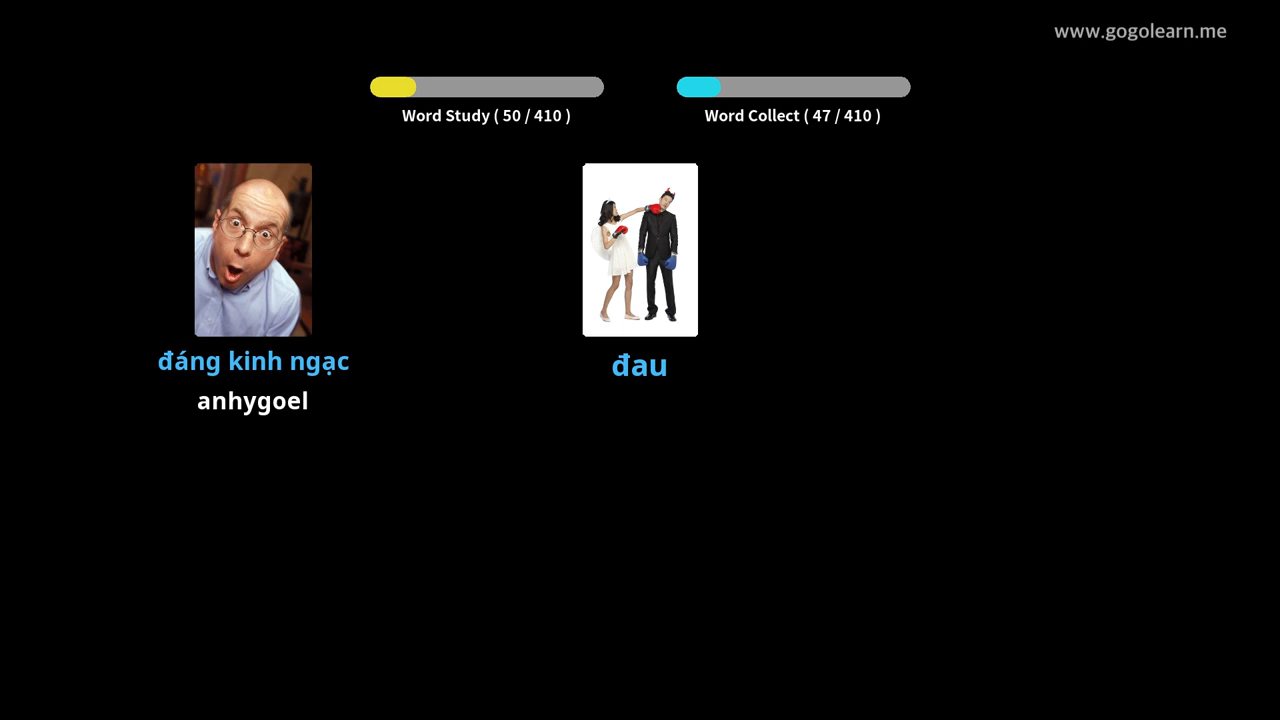 www.gogolearn.me
Word Study ( 50 / 410 )
Word Collect ( 47 / 410 )
đáng kinh ngạc
anhygoel
đau